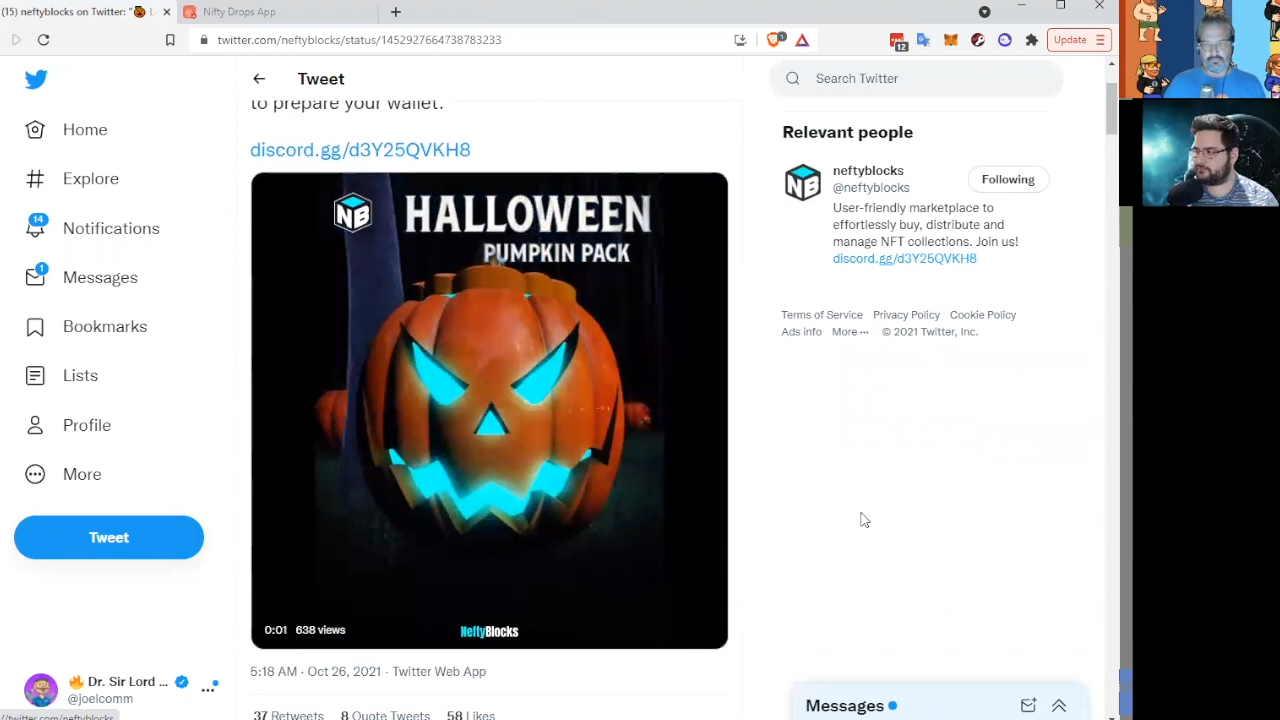 (15) neftyblocks on Twitter: "🎃 L
Nifty Drops App
twitter.com/neftyblocks/status/1452927664738783233
12
Update
Tweet
Search Twitter
Home
Explore
14
Notifications
1
Messages
Bookmarks
Lists
Profile
More
Tweet
🔥 Dr. Sir Lord ...
@joelcomm
//twitter.com/neftyblocks
to prepare your wallet.
discord.gg/d3Y25QVKH8
NB
HALLOWEEN
PUMPKIN PACK
0:01 638 views
NeftyBlocks
5:18 AM · Oct 26, 2021 · Twitter Web App
37 Retweets 8 Quote Tweets 58 Likes
Relevant people
NB
neftyblocks
@neftyblocks
Following
User-friendly marketplace to
effortlessly buy, distribute and
manage NFT collections. Join us!
discord.gg/d3Y25QVKH8
Terms of Service Privacy Policy Cookie Policy
Ads info More ··· © 2021 Twitter, Inc.
Messages